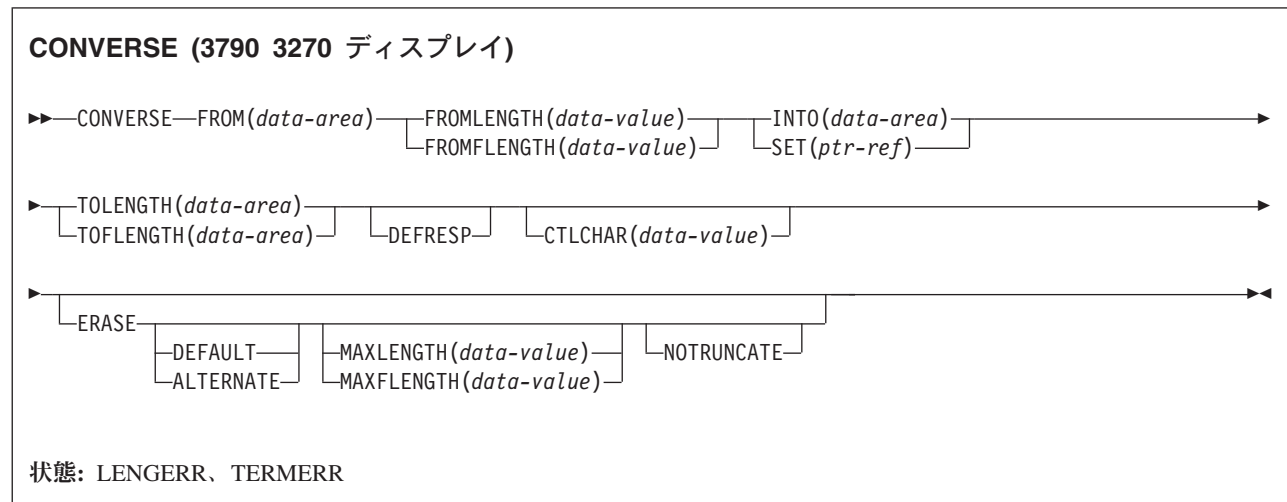 CONVERSE (3790 3270 ディスプレイ)
CONVERSE FROM(data-area) FROMLENGTH(data-value) INTO(data-area)
FROMFLENGTH(data-value) SET(ptr-ref)
TOLENGTH(data-area)
TOFLENGTH(data-area) DEFRESP CTLCHAR(data-value)
ERASE
DEFAULT MAXLENGTH(data-value) NOTRUNCATE
ALTERNATE MAXFLENGTH(data-value)
状態: LENGERR、TERMERR